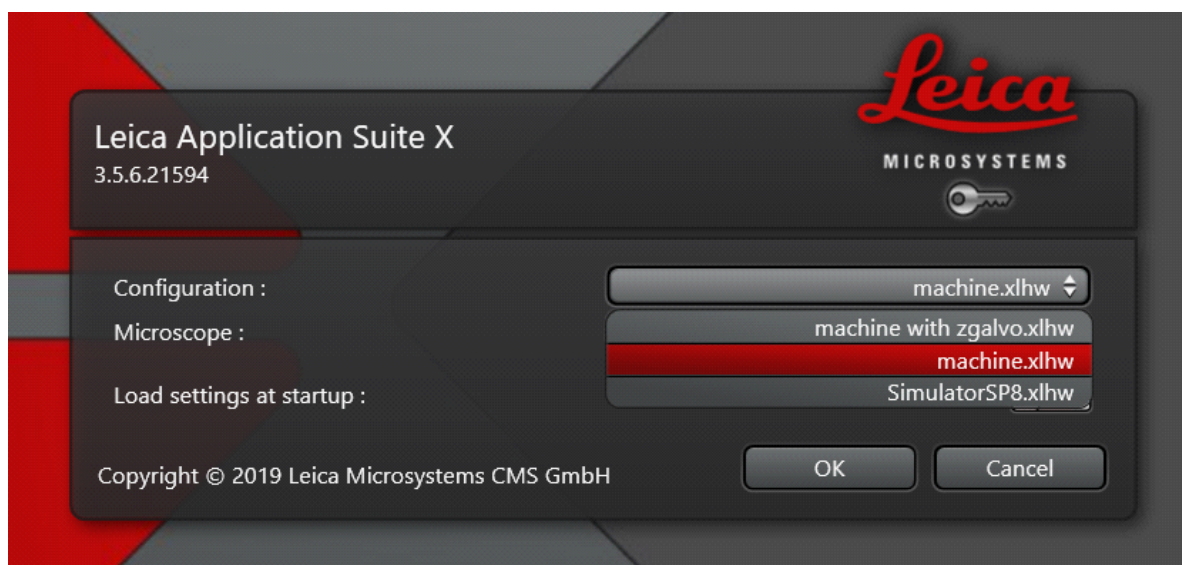 Leica
MICROSYSTEMS
Leica Application Suite X
3.5.6.21594
Configuration :
machine.xlhw
Microscope :
machine with zgalvo.xlhw
machine.xlhw
Load settings at startup :
SimulatorSP8.xlhw
Copyright © 2019 Leica Microsystems CMS GmbH
OK
Cancel